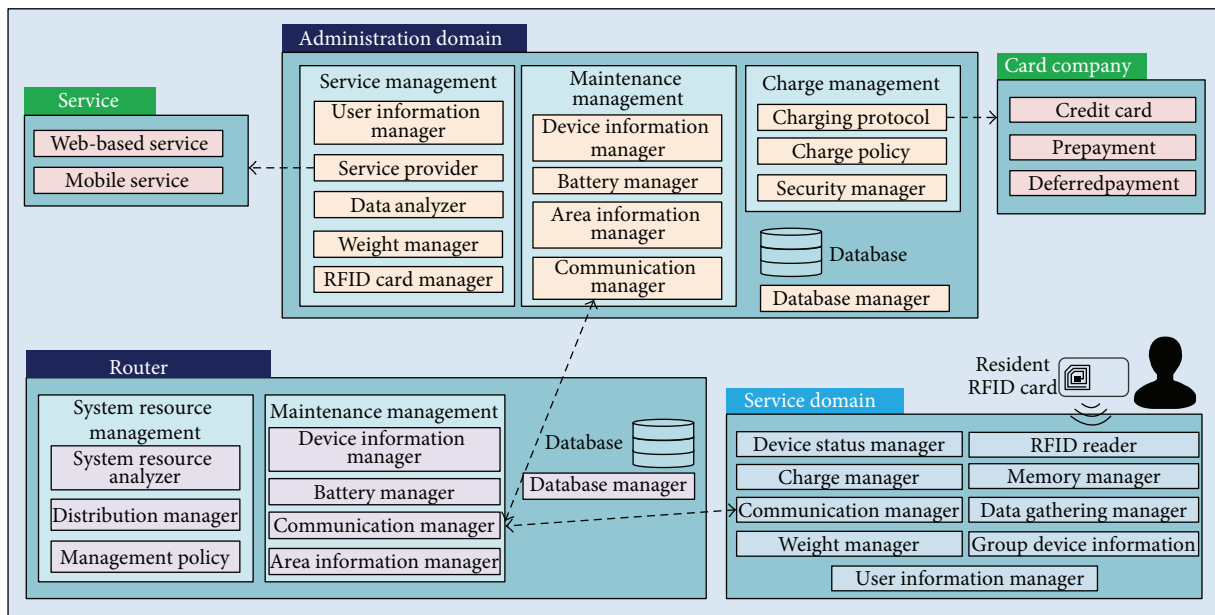 Administration domain
Service management
User information
manager
Service provider
Data analyzer
Weight manager
RFID card manager
Maintenance
management
Device information
manager
Battery manager
Area information
manager
Communication
manager
Charge management
Charging protocol
Charge policy
Security manager
Database
Database manager
Service
Web-based service
Mobile service
Card company
Credit card
Prepayment
Deferredpayment
Router
System resource
management
System resource
analyzer
Distribution manager
Management policy
Maintenance management
Device information
manager
Battery manager
Communication manager
Area information manager
Database
Database manager
Resident
RFID card
Service domain
Device status manager
RFID reader
Charge manager
Memory manager
Communication manager
Data gathering manager
Weight manager
Group device information
User information manager